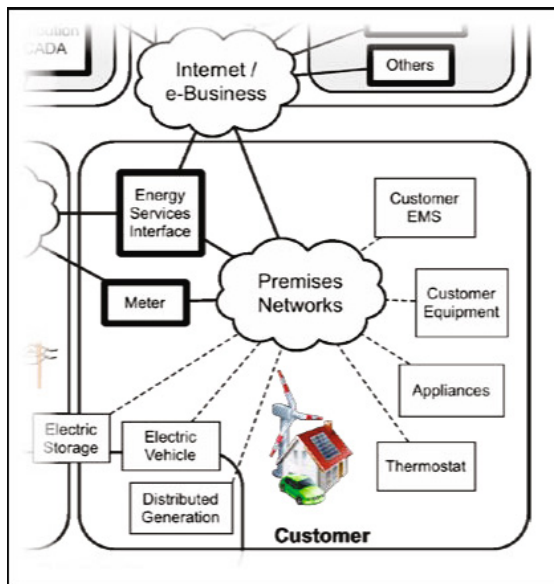 CADA
Internet /
e-Business
Others
Energy
Services
Interface
Customer
EMS
Premises
Networks
Meter
Customer
Equipment
Appliances
Electric
Storage
Electric
Vehicle
Thermostat
Distributed
Generation
Customer